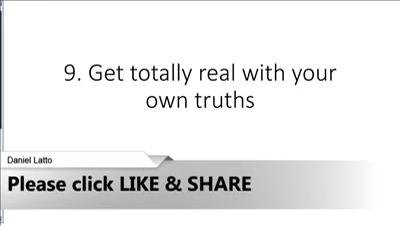 9. Get totally real with your
own truths
Daniel Latto
Please click LIKE & SHARE